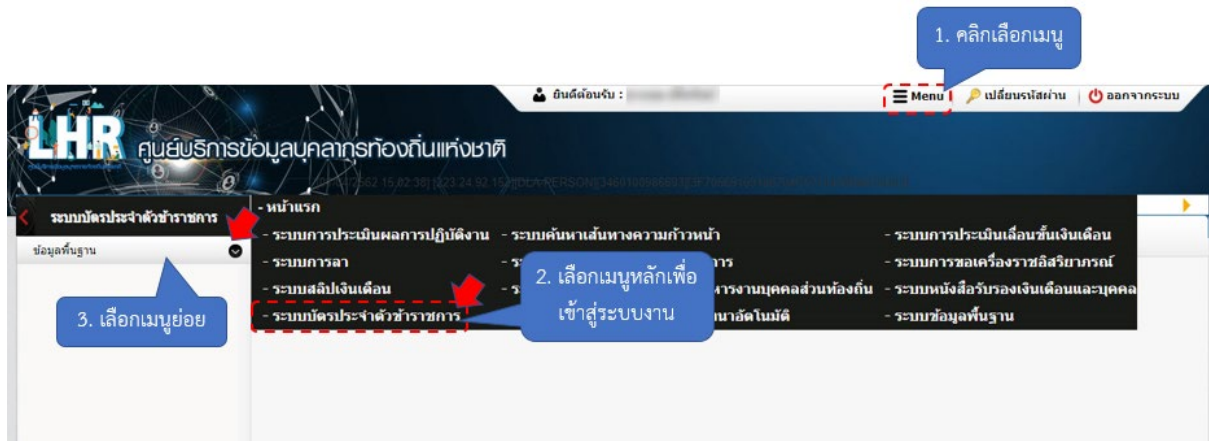 1. คลิกเลือกเมนู
ยินดีต้อนรับ :
Menu
เปลี่ยนรหัสผ่าน
ออกจากระบบ
LHR ศูนย์บริการข้อมูลบุคลากรท้องถิ่นแห่งชาติ
ระบบบัตรประจำตัวข้าราชการ
ข้อมูลพื้นฐาน
- หน้าแรก
- ระบบการประเมินผลการปฏิบัติงาน - ระบบค้นหาเส้นทางความก้าวหน้า - ระบบการประเมินเลื่อนขั้นเงินเดือน
- ระบบการลา - ระบบการขอเครื่องราชอิสริยาภรณ์
- ระบบสลิปเงินเดือน - ระบบหนังสือรับรองเงินเดือนและบุคคล
- ระบบบัตรประจำตัวข้าราชการ - ระบบข้อมูลพื้นฐาน
2. เลือกเมนูหลักเพื่อ
เข้าสู่ระบบงาน
3. เลือกเมนูย่อย